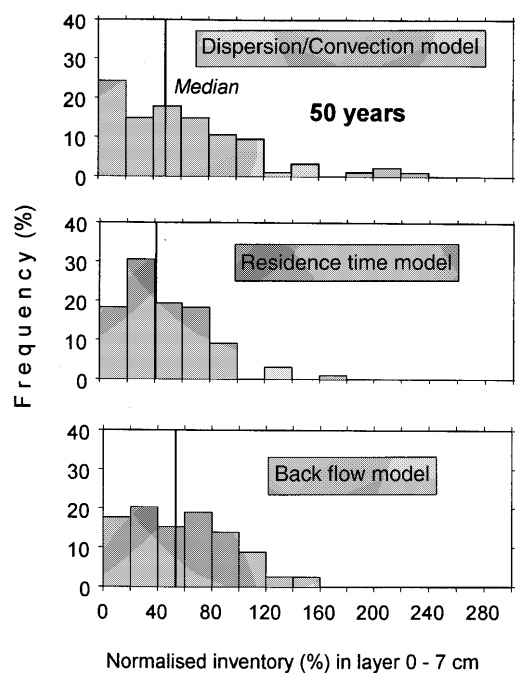 40
Dispersion/Convection model
30
Median
20
50 years
10
0
40
30
Residence time model
20
10
0
Frequency (%)
40
30
Back flow model
20
10
0
0 40 80 120 160 200 240 280
Normalised inventory (%) in layer 0 - 7 cm